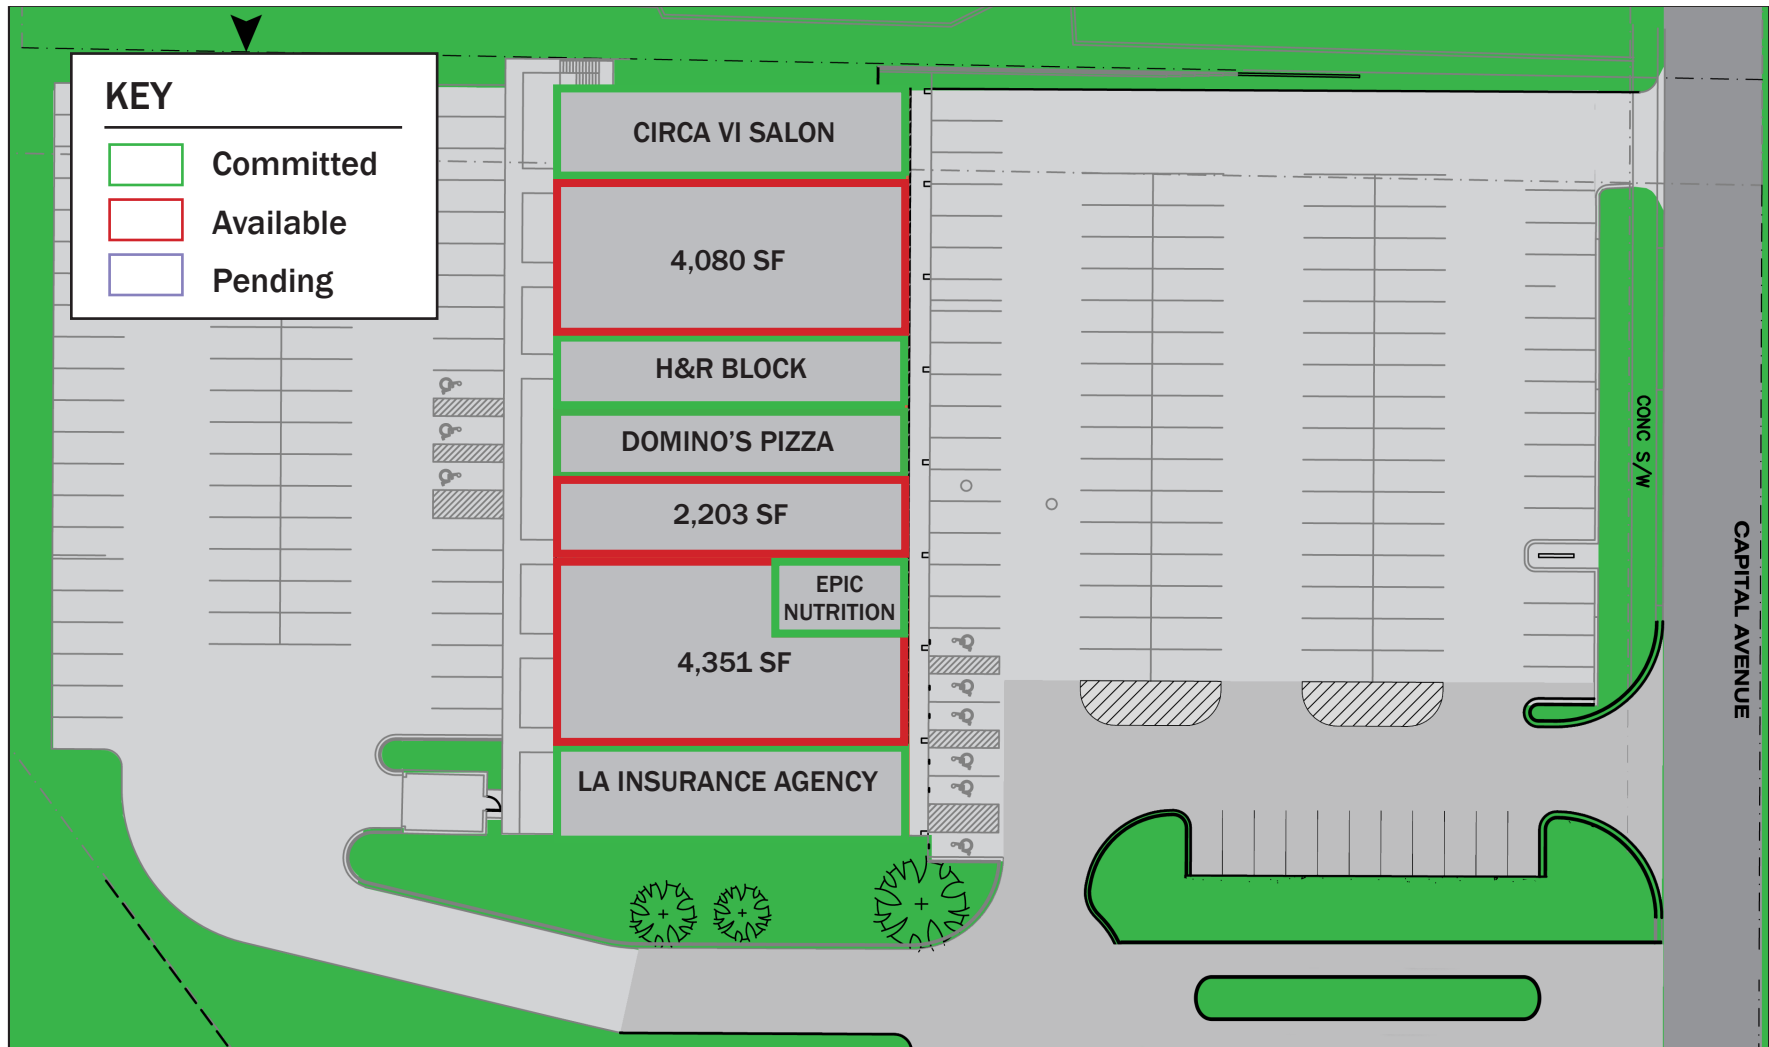 KEY
Committed
Available
Pending
CIRCA VI SALON
4,080 SF
H&R BLOCK
DOMINO'S PIZZA
2,203 SF
EPIC
NUTRITION
4,351 SF
LA INSURANCE AGENCY
CONC S/W
CAPITAL AVENUE